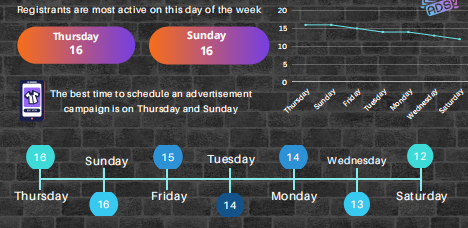 Registrants are most active on this day of the week
Thursday
16
Sunday
16
The best time to schedule an advertisement
campaign is on Thursday and Sunday
ADS
20
15
10
5
0
Thursday
Sunday
Friday
Tuesday
Monday
Wednesday
Saturday
16
Sunday
15
Tuesday
14
Wednesday
12
Thursday
16
Friday
14
Monday
13
Saturday